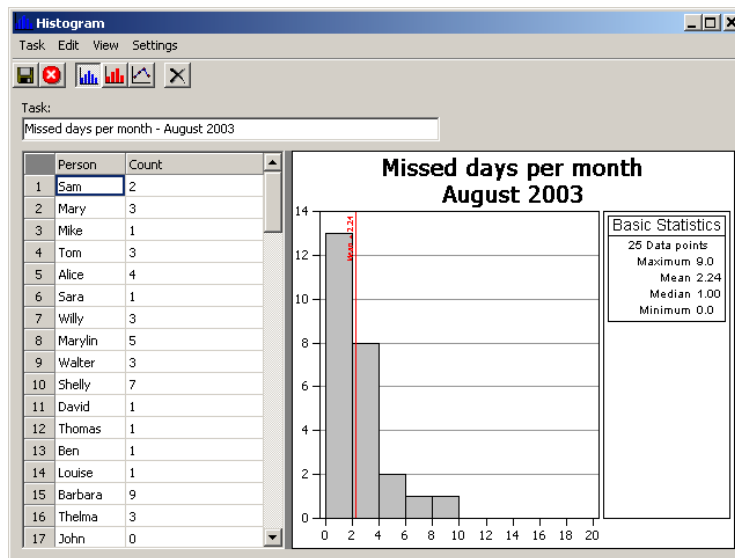 Histogram
Task Edit View Settings
Task:
Missed days per month - August 2003
Person Count
1 Sam 2
2 Mary 3
3 Mike 1
4 Tom 3
5 Alice 4
6 Sara 1
7 Willy 3
8 Marylin 5
9 Walter 3
10 Shelly 7
11 David 1
12 Thomas 1
13 Ben 1
14 Louise 1
15 Barbara 9
16 Thelma 3
17 John 0
Missed days per month
August 2003
14
12
10
8
6
4
2
0
Mean = 2.24
0 2 4 6 8 10 12 14 16 18 20
Basic Statistics
25 Data points
Maximum 9.0
Mean 2.24
Median 1.00
Minimum 0.0